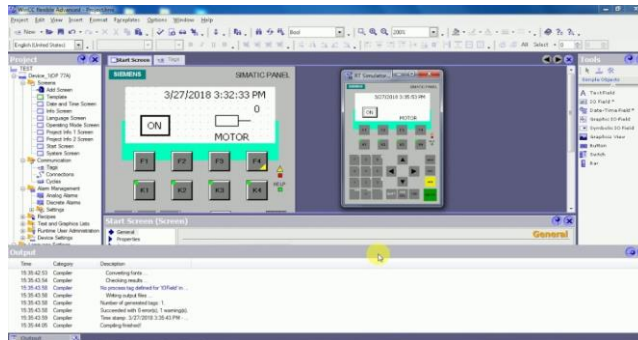 WinCC flexible Advanced - Project.hmi
Project Edit View Insert Format Faceplates Options Window Help
New
English (United States)
Project
Start Screen
Tags
Tools
TEST
Device_1(OP 77A)
Screens
Add Screen
Template
Date and Time Screen
Info Screen
Language Screen
Operating Mode Screen
Project Info 1 Screen
Project Info 2 Screen
Start Screen
System Screen
Communication
Tags
Connections
Cycles
Alarm Management
Analog Alarms
Discrete Alarms
Settings
Recipes
Text and Graphics Lists
Runtime User Administration
Device Settings
SIEMENS
SIMATIC PANEL
3/27/2018 3:32:33 PM
0
ON
MOTOR
F1 F2 F3 F4
K1 K2 K3 K4
HELP
RT Simulator
ON
MOTOR
Simple Objects
TextField
IO Field
Date-Time Field
Graphic IO Field
Symbolic IO Field
Graphics View
Button
Switch
Bar
Start Screen (Screen)
General
Properties
General
Output
Time Category Description
15:35:42.53 Compiler Converting fonts ...
15:35:43.54 Compiler Checking results ...
15:35:43.58 Compiler No process tag defined for 'IOField' in ...
15:35:43.58 Compiler Writing output files ...
15:35:43.58 Compiler Number of generated tags: 1.
15:35:43.58 Compiler Succeeded with 0 error(s), 1 warning(s).
15:35:43.59 Compiler Time stamp: 3/27/2018 3:35:43 PM - ...
15:35:44.05 Compiler Compiling finished!
Output